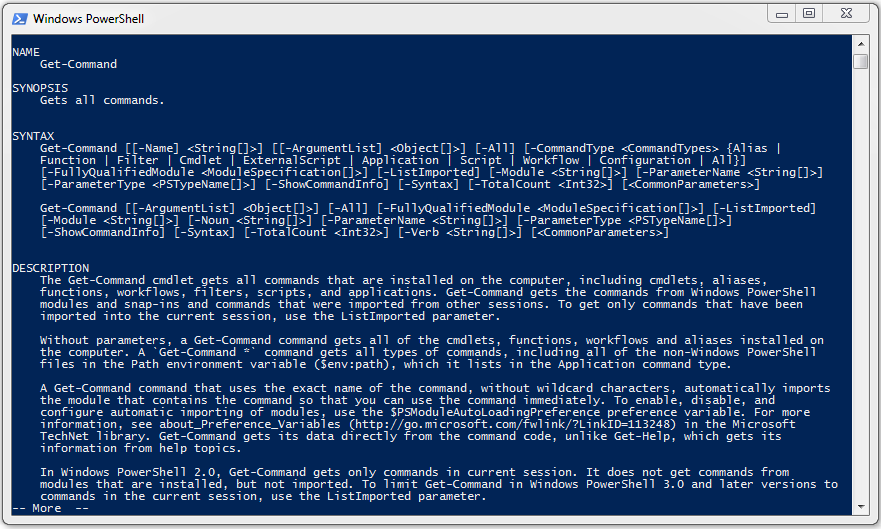 Windows PowerShell
NAME
Get-Command
SYNOPSIS
Gets all commands.
SYNTAX
Get-Command [[-Name] <String[]>] [[-ArgumentList] <Object[]>] [-All] [-CommandType <CommandTypes> {Alias |
Function | Filter | Cmdlet | ExternalScript | Application | Script | Workflow | Configuration | All}]
[-FullyQualifiedModule <ModuleSpecification[]>] [-ListImported] [-Module <String[]>] [-ParameterName <String[]>]
[-ParameterType <PSTypeName[]>] [-ShowCommandInfo] [-Syntax] [-TotalCount <Int32>] [<CommonParameters>]
Get-Command [[-ArgumentList] <Object[]>] [-All] [-FullyQualifiedModule <ModuleSpecification[]>] [-ListImported]
[-Module <String[]>] [-Noun <String[]>] [-ParameterName <String[]>] [-ParameterType <PSTypeName[]>]
[-ShowCommandInfo] [-Syntax] [-TotalCount <Int32>] [-Verb <String[]>] [<CommonParameters>]
DESCRIPTION
The Get-Command cmdlet gets all commands that are installed on the computer, including cmdlets, aliases,
functions, workflows, filters, scripts, and applications. Get-Command gets the commands from Windows PowerShell
modules and snap-ins and commands that were imported from other sessions. To get only commands that have been
imported into the current session, use the ListImported parameter.
Without parameters, a Get-Command command gets all of the cmdlets, functions, workflows and aliases installed on
the computer. A `Get-Command *` command gets all types of commands, including all of the non-Windows PowerShell
files in the Path environment variable ($env:path), which it lists in the Application command type.
A Get-Command command that uses the exact name of the command, without wildcard characters, automatically imports
the module that contains the command so that you can use the command immediately. To enable, disable, and
configure automatic importing of modules, use the $PSModuleAutoLoadingPreference preference variable. For more
information, see about_Preference_Variables (http://go.microsoft.com/fwlink/?LinkID=113248) in the Microsoft
TechNet library. Get-Command gets its data directly from the command code, unlike Get-Help, which gets its
information from help topics.
In Windows PowerShell 2.0, Get-Command gets only commands in current session. It does not get commands from
modules that are installed, but not imported. To limit Get-Command in Windows PowerShell 3.0 and later versions to
commands in the current session, use the ListImported parameter.
-- More  --